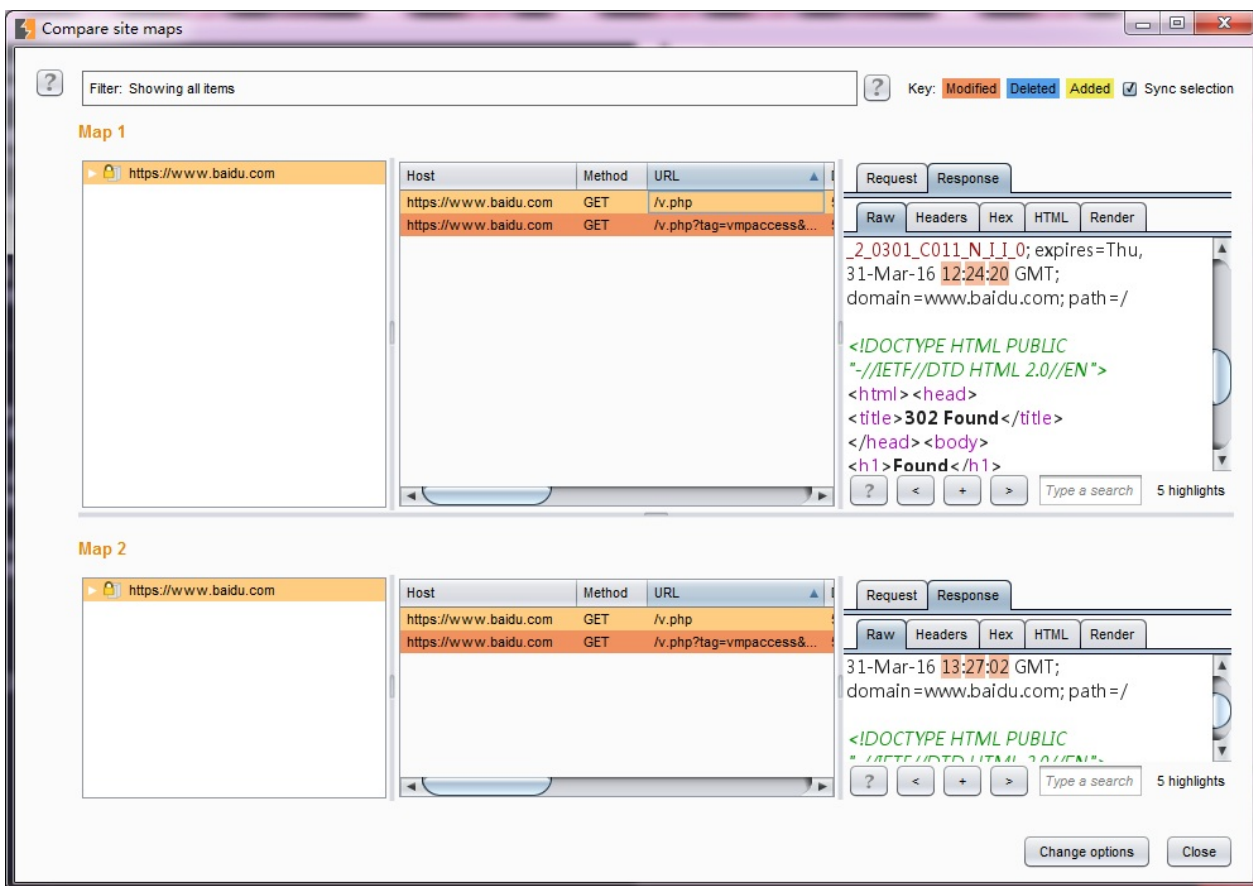 Compare site maps
?
Filter: Showing all items
?
Key: Modified Deleted Added Sync selection
Map 1
https://www.baidu.com
Host Method URL
https://www.baidu.com GET /v.php
https://www.baidu.com GET /v.php?tag=vmpaccess&...
Request Response
Raw Headers Hex HTML Render
_2_0301_C011_N_I_I_0; expires=Thu,
31-Mar-16 12:24:20 GMT;
domain=www.baidu.com; path=/
<!DOCTYPE HTML PUBLIC
"-//IETF//DTD HTML 2.0//EN">
<html><head>
<title>302 Found</title>
</head><body>
<h1>Found</h1>
? < + > Type a search 5 highlights
Map 2
https://www.baidu.com
Host Method URL
https://www.baidu.com GET /v.php
https://www.baidu.com GET /v.php?tag=vmpaccess&...
Request Response
Raw Headers Hex HTML Render
31-Mar-16 13:27:02 GMT;
domain=www.baidu.com; path=/
<!DOCTYPE HTML PUBLIC
"-//IETF//DTD HTML 2.0//EN">
? < + > Type a search 5 highlights
Change options Close